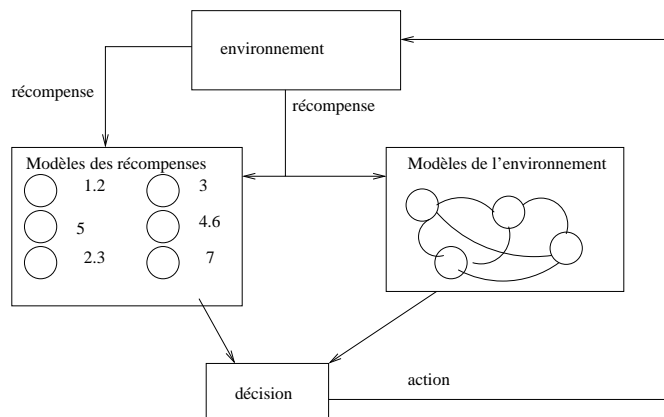 environnement
récompense
récompense
Modèles des récompenses
Modèles de l'environnement
1.2
3
5
4.6
2.3
7
décision
action